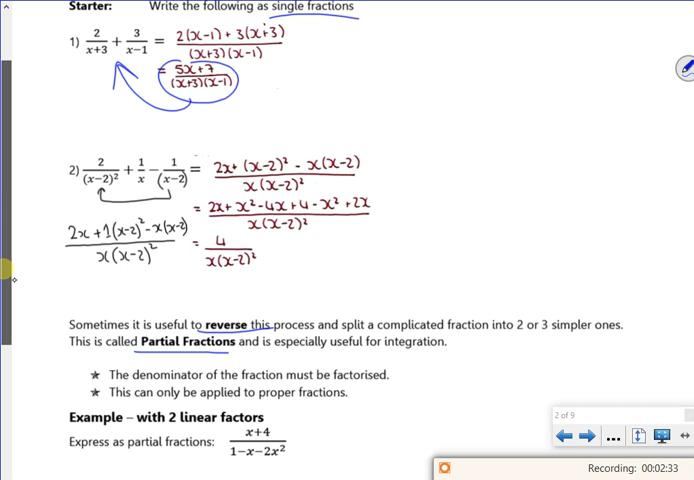 Starter: Write the following as single fractions
1) 2/(x+3) + 3/(x-1) = (2(x-1) + 3(x+3))/((x+3)(x-1))
= (5x+7)/((x+3)(x-1))
2) 2/(x-2)² + 1/x - 1/(x-2) = (2x + (x-2)² - x(x-2))/(x(x-2)²)
= (2x + x² - 4x + 4 - x² + 2x)/(x(x-2)²)
(2x + 1(x-2)² - x(x-2))/(x(x-2)²) = 4/(x(x-2)²)
Sometimes it is useful to reverse this process and split a complicated fraction into 2 or 3 simpler ones.
This is called Partial Fractions and is especially useful for integration.
★ The denominator of the fraction must be factorised.
★ This can only be applied to proper fractions.
Example – with 2 linear factors
Express as partial fractions: (x+4)/(1-x-2x²)
2 of 9
Recording: 00:02:33